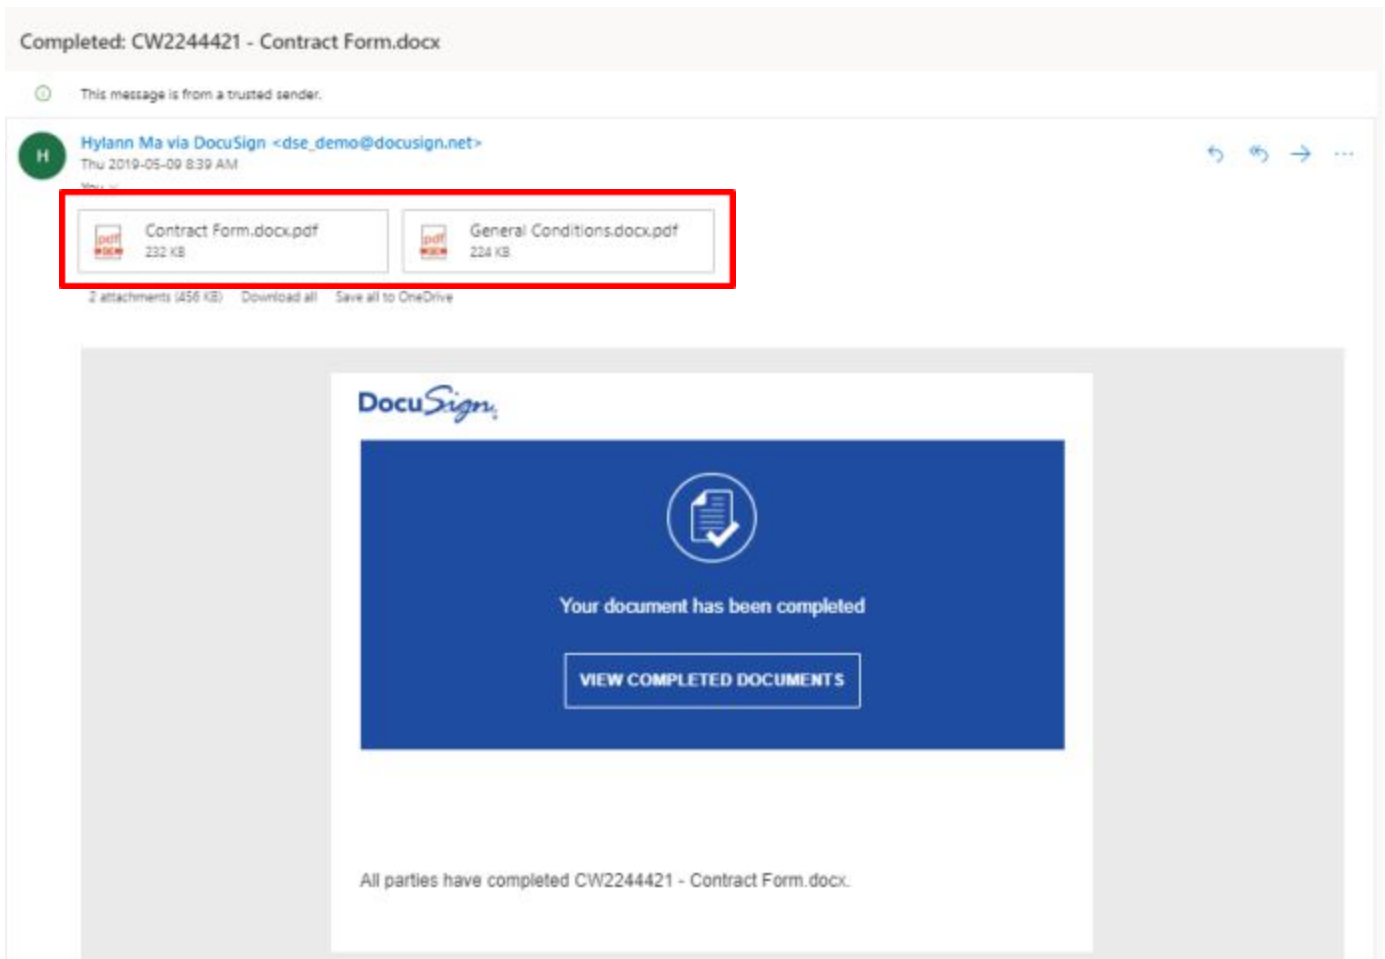 Completed: CW2244421 - Contract Form.docx
This message is from a trusted sender.
H
Hylann Ma via DocuSign <dse_demo@docusign.net>
Thu 2019-05-09 8:39 AM
You
pdf
Contract Form.docx.pdf
232 KB
pdf
General Conditions.docx.pdf
224 KB
2 attachments (456 KB) Download all Save all to OneDrive
DocuSign
Your document has been completed
VIEW COMPLETED DOCUMENTS
All parties have completed CW2244421 - Contract Form.docx.